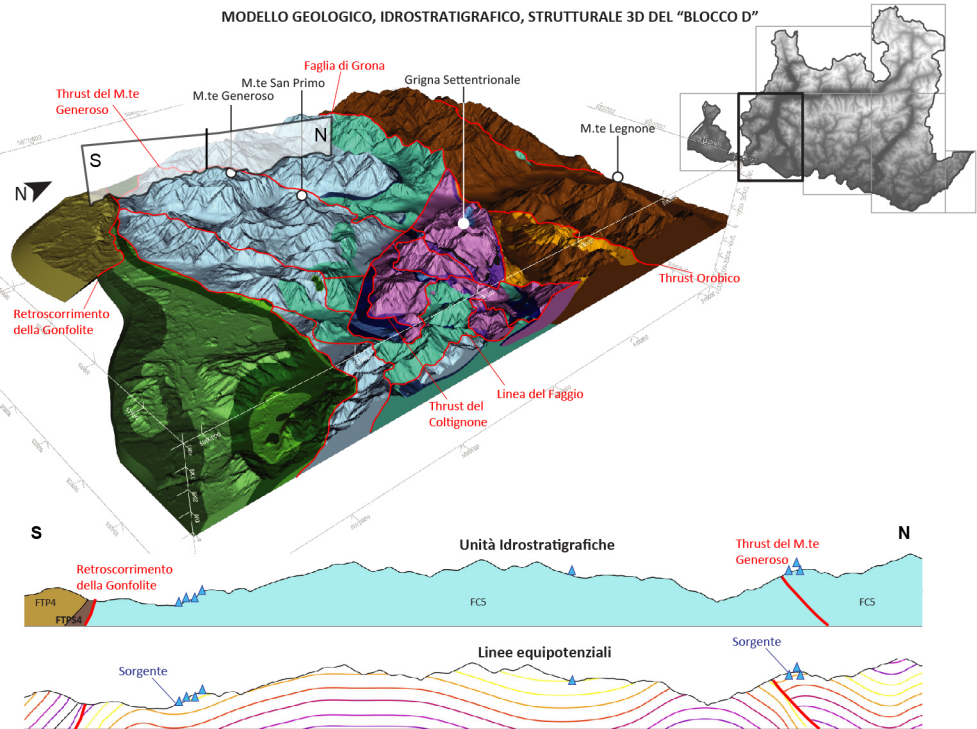 MODELLO GEOLOGICO, IDROSTRATIGRAFICO, STRUTTURALE 3D DEL “BLOCCO D”
Faglia di Grona
M.te San Primo
Grigna Settentrionale
Thrust del M.te
Generoso
M.te Generoso
M.te Legnone
N
S
N
Thrust Orobico
Retroscorrimento
della Gonfolite
Linea del Faggio
Thrust del
Coltignone
S
N
Unità Idrostratigrafiche
Thrust del M.te
Generoso
Retroscorrimento
della Gonfolite
FTP4
FTPS4
FC5
FC5
Linee equipotenziali
Sorgente
Sorgente